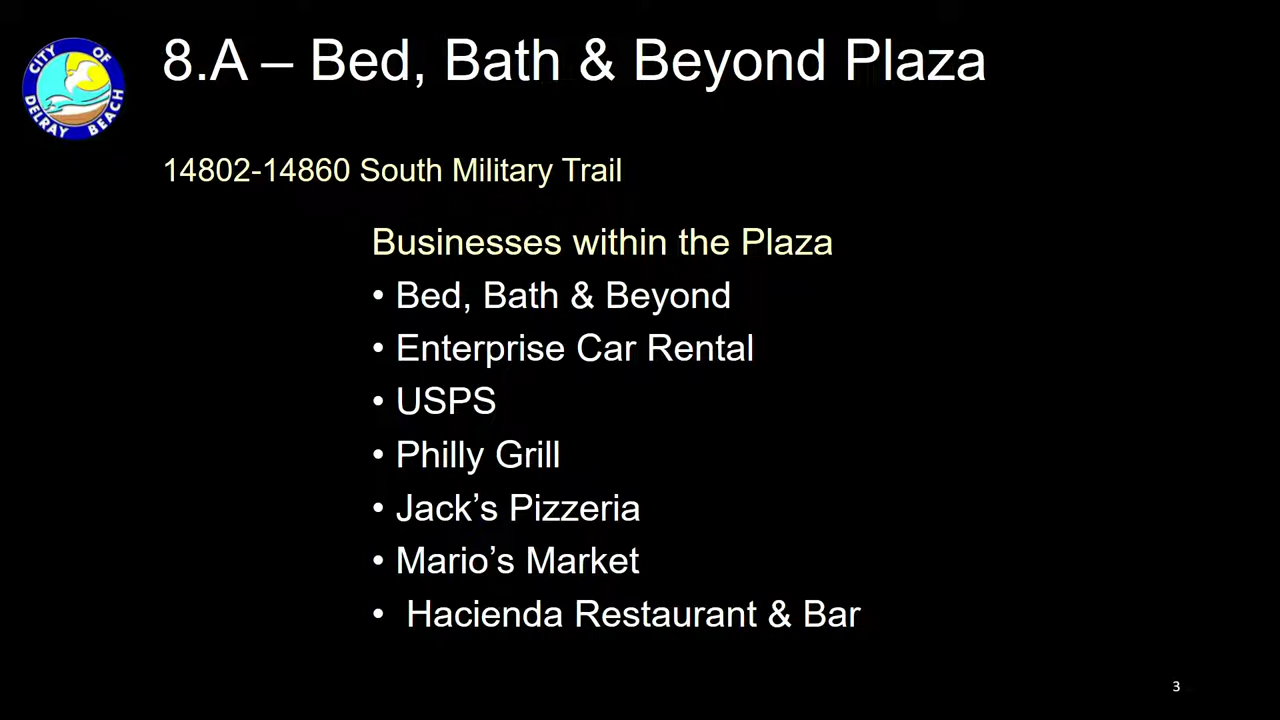 CITY OF
DELRAY BEACH
8.A – Bed, Bath & Beyond Plaza
14802-14860 South Military Trail
Businesses within the Plaza
• Bed, Bath & Beyond
• Enterprise Car Rental
• USPS
• Philly Grill
• Jack’s Pizzeria
• Mario’s Market
• Hacienda Restaurant & Bar
3